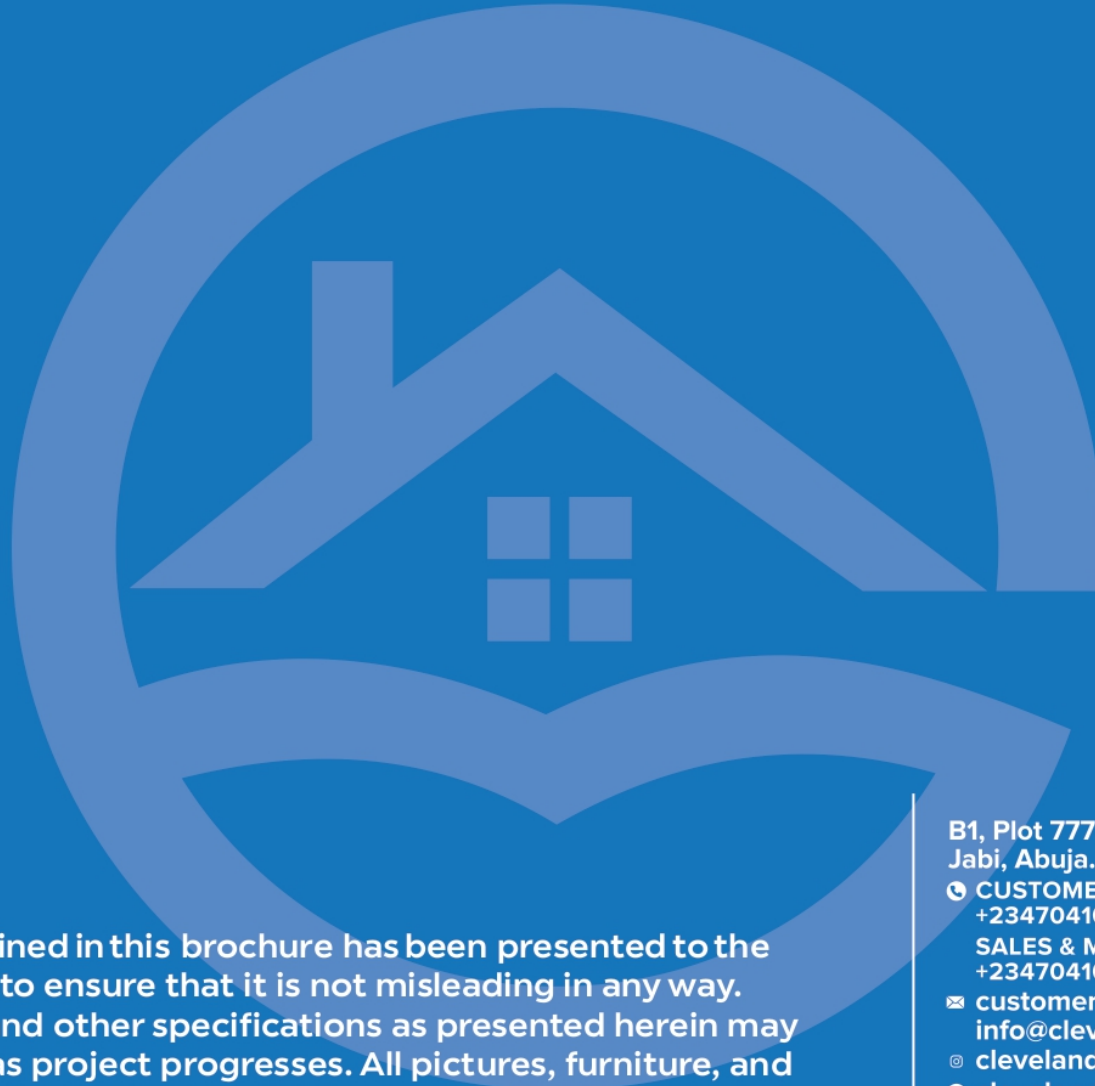 ined in this brochure has been presented to the
to ensure that it is not misleading in any way.
nd other specifications as presented herein may
as project progresses. All pictures, furniture, and
B1, Plot 777
Jabi, Abuja.
CUSTOME
+23470410
SALES & M
+23470410
customer
info@clev
cleveland